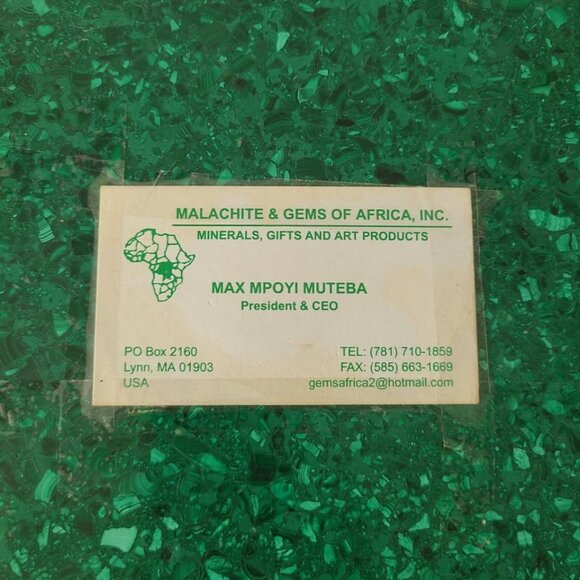 MALACHITE & GEMS OF AFRICA, INC.
MINERALS, GIFTS AND ART PRODUCTS
MAX MPOYI MUTEBA
President & CEO
PO Box 2160
Lynn, MA 01903
USA
TEL: (781) 710-1859
FAX: (585) 663-1669
gemsafrica2@hotmail.com